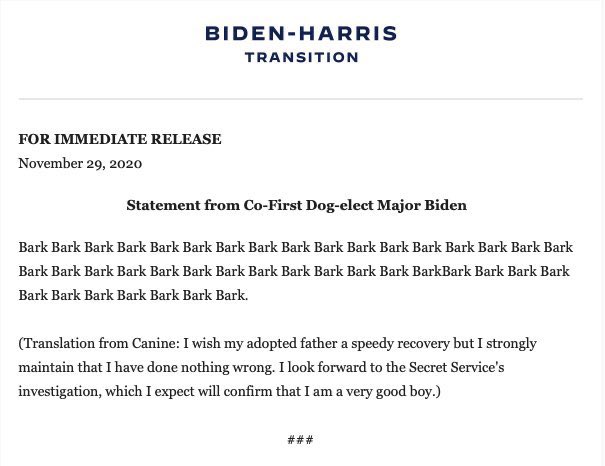 BIDEN-HARRIS
TRANSITION
FOR IMMEDIATE RELEASE
November 29, 2020
Statement from Co-First Dog-elect Major Biden
Bark Bark Bark Bark Bark Bark Bark Bark Bark Bark Bark Bark Bark Bark Bark Bark Bark
Bark Bark Bark Bark Bark Bark Bark Bark Bark Bark Bark Bark BarkBark Bark Bark Bark
Bark Bark Bark Bark Bark Bark Bark.
(Translation from Canine: I wish my adopted father a speedy recovery but I strongly
maintain that I have done nothing wrong. I look forward to the Secret Service's
investigation, which I expect will confirm that I am a very good boy.)
###